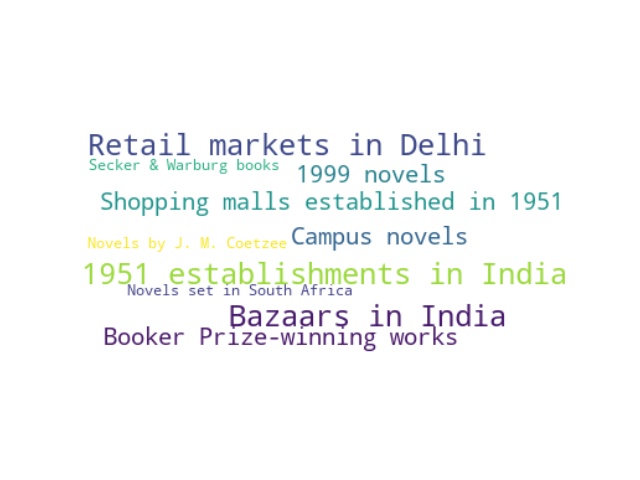 Retail markets in Delhi
Secker & Warburg books
1999 novels
Shopping malls established in 1951
Campus novels
Novels by J. M. Coetzee
1951 establishments in India
Novels set in South Africa
Bazaars in India
Booker Prize-winning works